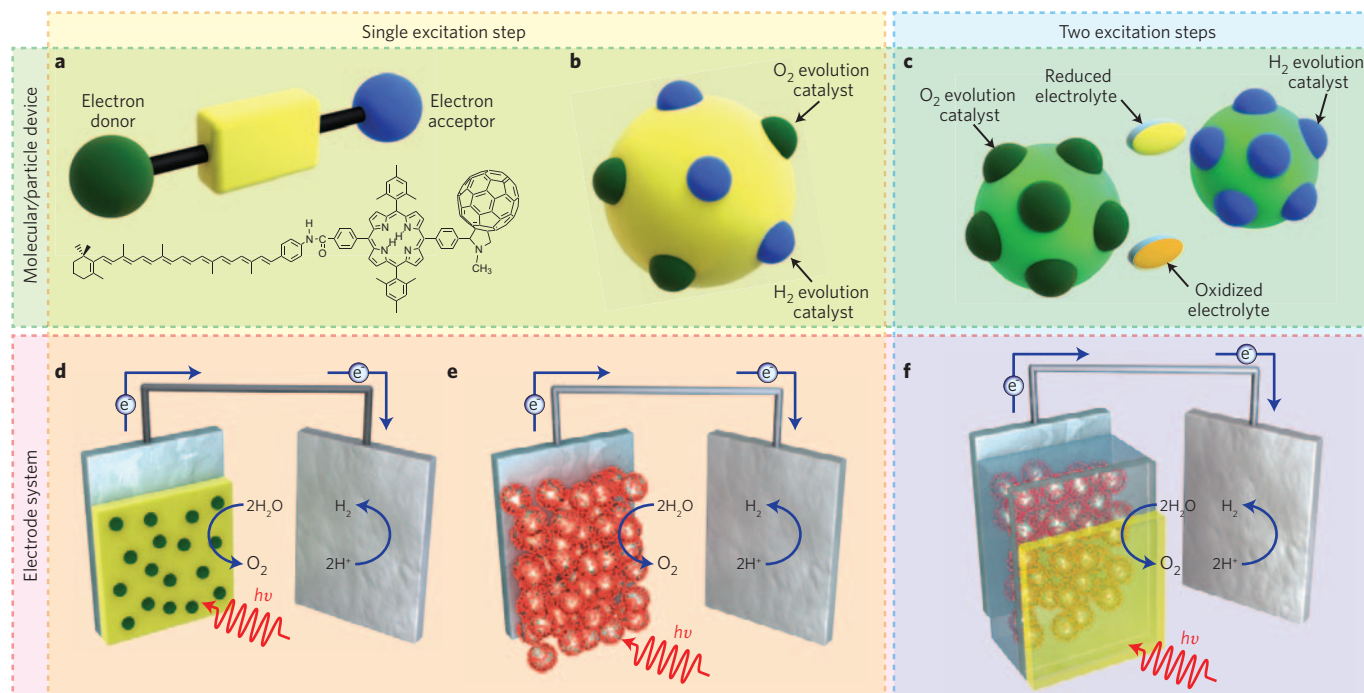 Single excitation step
Two excitation steps
Molecular/particle device
a
Electron
donor
Electron
acceptor
H
N
C
O
N
N
H
H
N
N
N
CH₃
b
O₂ evolution
catalyst
H₂ evolution
catalyst
c
O₂ evolution
catalyst
Reduced
electrolyte
H₂ evolution
catalyst
Oxidized
electrolyte
Electrode system
d
e⁻
e⁻
2H₂O
O₂
H₂
2H⁺
hν
e
e⁻
e⁻
2H₂O
O₂
H₂
2H⁺
hν
f
e⁻
e⁻
2H₂O
O₂
H₂
2H⁺
hν